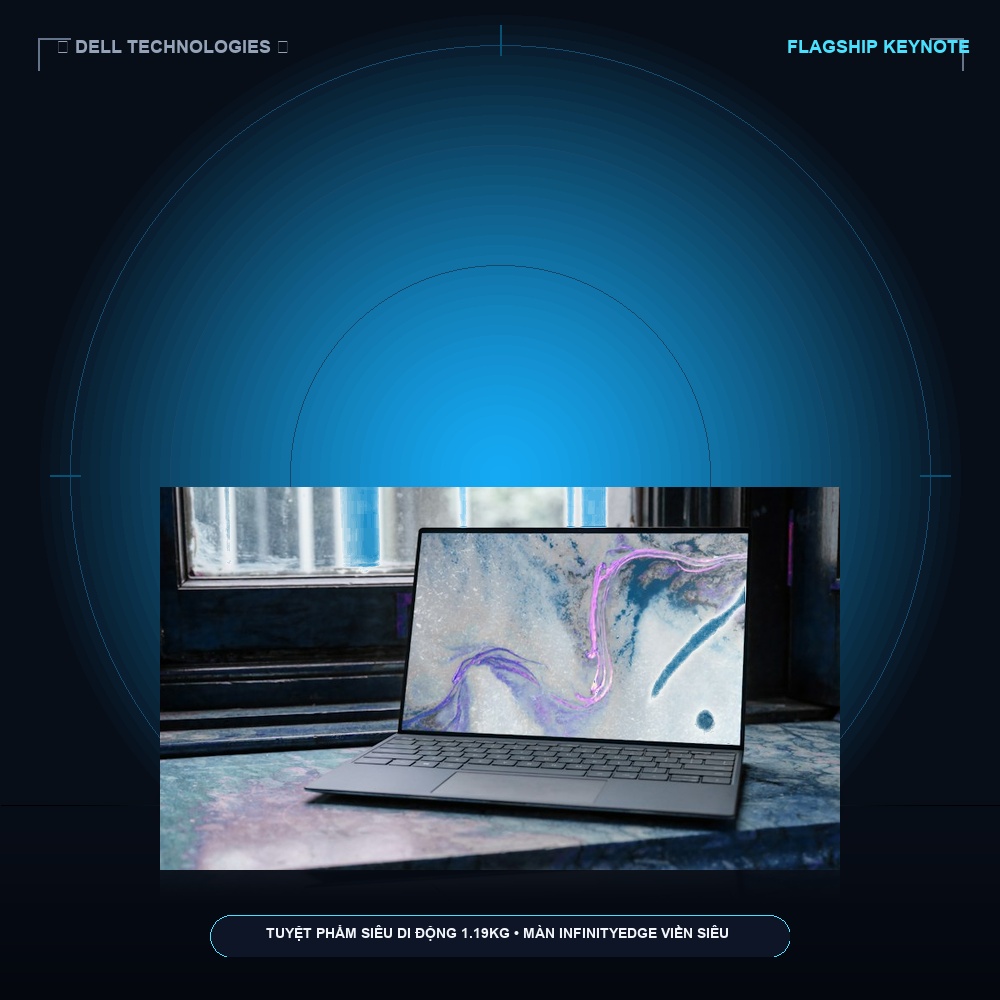 DELL TECHNOLOGIES
FLAGSHIP KEYNOTE
TUYỆT PHẨM SIÊU DI ĐỘNG 1.19KG • MÀN INFINITYEDGE VIỀN SIÊU